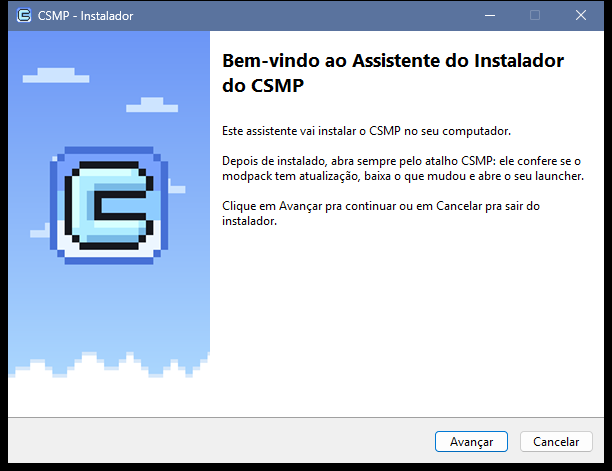 CSMP - Instalador
Bem-vindo ao Assistente do Instalador
do CSMP
Este assistente vai instalar o CSMP no seu computador.
Depois de instalado, abra sempre pelo atalho CSMP: ele confere se o
modpack tem atualização, baixa o que mudou e abre o seu launcher.
Clique em Avançar pra continuar ou em Cancelar pra sair do
instalador.
Avançar
Cancelar